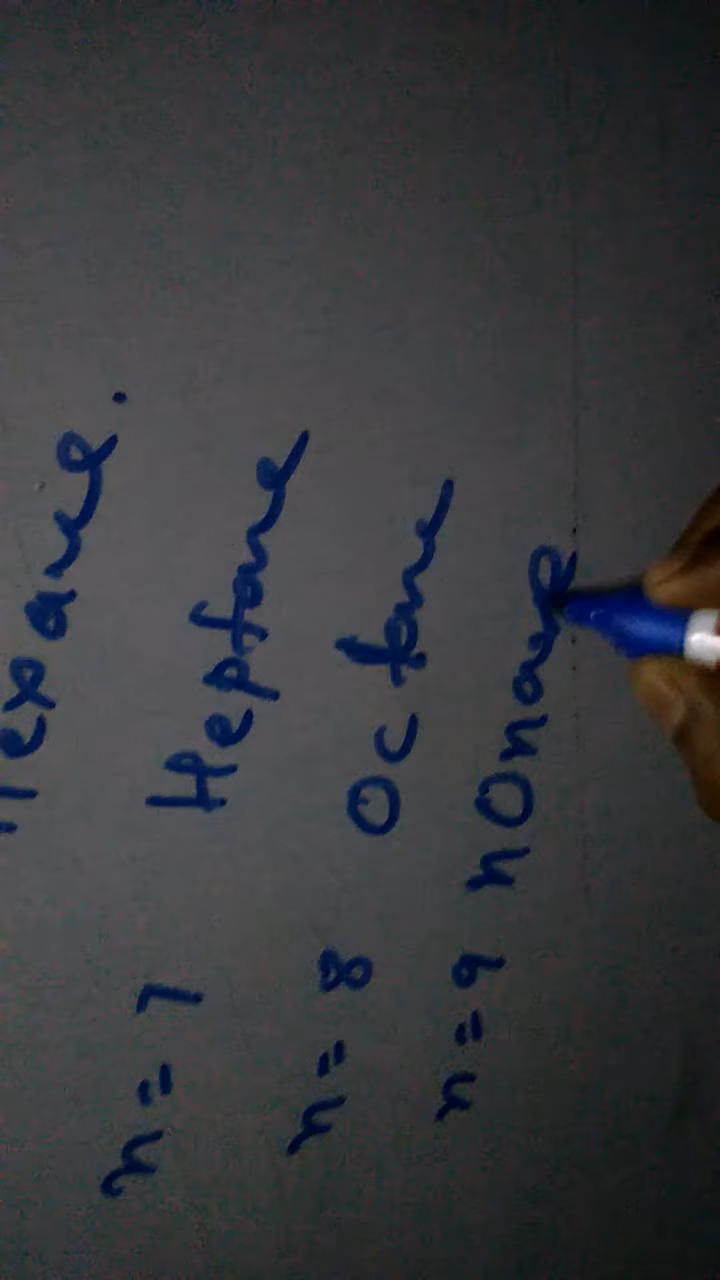 Hexane.
n = 7 Heptane
n = 8 Octane
n = 9 nOnane